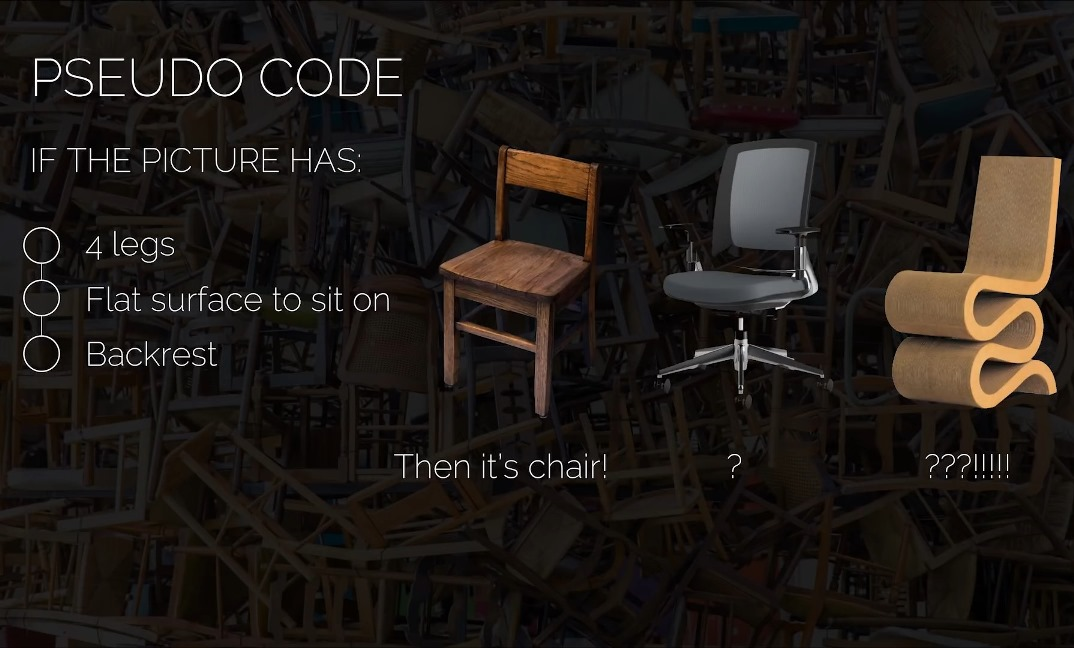 PSEUDO CODE
IF THE PICTURE HAS:
4 legs
Flat surface to sit on
Backrest
Then it's chair!
?
???!!!!!